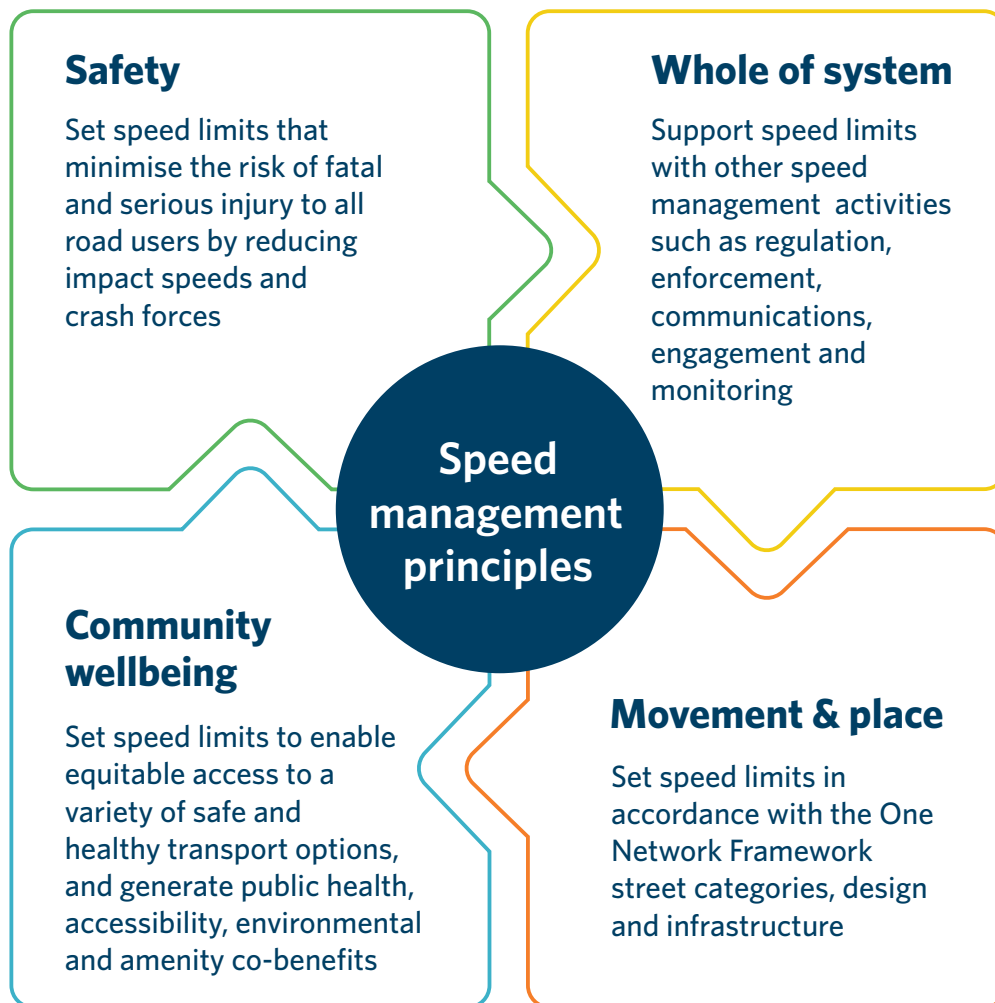 Safety
Set speed limits that
minimise the risk of fatal
and serious injury to all
road users by reducing
impact speeds and
crash forces
Whole of system
Support speed limits
with other speed
management activities
such as regulation,
enforcement,
communications,
engagement and
monitoring
Speed
management
principles
Community
wellbeing
Set speed limits to enable
equitable access to a
variety of safe and
healthy transport options,
and generate public health,
accessibility, environmental
and amenity co-benefits
Movement & place
Set speed limits in
accordance with the One
Network Framework
street categories, design
and infrastructure